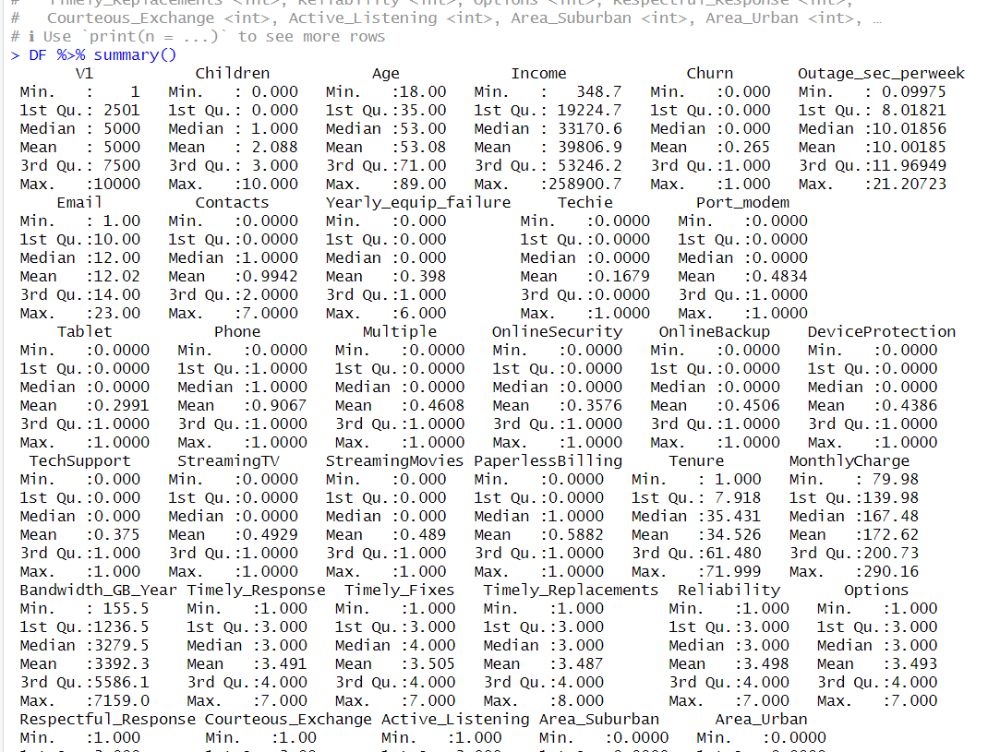 #   Timely_Replacements <int>, Reliability <int>, Options <int>, Respectful_Response <int>,
#   Courteous_Exchange <int>, Active_Listening <int>, Area_Suburban <int>, Area_Urban <int>, …
# ℹ Use `print(n = ...)` to see more rows
> DF %>% summary()
V1 Children Age Income Churn Outage_sec_perweek
Min. : 1 Min. : 0.000 Min. :18.00 Min. : 348.7 Min. :0.000 Min. : 0.09975
1st Qu.: 2501 1st Qu.: 0.000 1st Qu.:35.00 1st Qu.: 19224.7 1st Qu.:0.000 1st Qu.: 8.01821
Median : 5000 Median : 1.000 Median :53.00 Median : 33170.6 Median :0.000 Median :10.01856
Mean : 5000 Mean : 2.088 Mean :53.08 Mean : 39806.9 Mean :0.265 Mean :10.00185
3rd Qu.: 7500 3rd Qu.: 3.000 3rd Qu.:71.00 3rd Qu.: 53246.2 3rd Qu.:1.000 3rd Qu.:11.96949
Max. :10000 Max. :10.000 Max. :89.00 Max. :258900.7 Max. :1.000 Max. :21.20723
Email Contacts Yearly_equip_failure Techie Port_modem
Min. : 1.00 Min. :0.0000 Min. :0.000 Min. :0.0000 Min. :0.0000
1st Qu.:10.00 1st Qu.:0.0000 1st Qu.:0.000 1st Qu.:0.0000 1st Qu.:0.0000
Median :12.00 Median :1.0000 Median :0.000 Median :0.0000 Median :0.0000
Mean :12.02 Mean :0.9942 Mean :0.398 Mean :0.1679 Mean :0.4834
3rd Qu.:14.00 3rd Qu.:2.0000 3rd Qu.:1.000 3rd Qu.:0.0000 3rd Qu.:1.0000
Max. :23.00 Max. :7.0000 Max. :6.000 Max. :1.0000 Max. :1.0000
Tablet Phone Multiple OnlineSecurity OnlineBackup DeviceProtection
Min. :0.0000 Min. :0.0000 Min. :0.0000 Min. :0.0000 Min. :0.0000 Min. :0.0000
1st Qu.:0.0000 1st Qu.:1.0000 1st Qu.:0.0000 1st Qu.:0.0000 1st Qu.:0.0000 1st Qu.:0.0000
Median :0.0000 Median :1.0000 Median :0.0000 Median :0.0000 Median :0.0000 Median :0.0000
Mean :0.2991 Mean :0.9067 Mean :0.4608 Mean :0.3576 Mean :0.4506 Mean :0.4386
3rd Qu.:1.0000 3rd Qu.:1.0000 3rd Qu.:1.0000 3rd Qu.:1.0000 3rd Qu.:1.0000 3rd Qu.:1.0000
Max. :1.0000 Max. :1.0000 Max. :1.0000 Max. :1.0000 Max. :1.0000 Max. :1.0000
TechSupport StreamingTV StreamingMovies PaperlessBilling Tenure MonthlyCharge
Min. :0.000 Min. :0.0000 Min. :0.000 Min. :0.0000 Min. : 1.000 Min. : 79.98
1st Qu.:0.000 1st Qu.:0.0000 1st Qu.:0.000 1st Qu.:0.0000 1st Qu.: 7.918 1st Qu.:139.98
Median :0.000 Median :0.0000 Median :0.000 Median :1.0000 Median :35.431 Median :167.48
Mean :0.375 Mean :0.4929 Mean :0.489 Mean :0.5882 Mean :34.526 Mean :172.62
3rd Qu.:1.000 3rd Qu.:1.0000 3rd Qu.:1.000 3rd Qu.:1.0000 3rd Qu.:61.480 3rd Qu.:200.73
Max. :1.000 Max. :1.0000 Max. :1.000 Max. :1.0000 Max. :71.999 Max. :290.16
Bandwidth_GB_Year Timely_Response Timely_Fixes Timely_Replacements Reliability Options
Min. : 155.5 Min. :1.000 Min. :1.000 Min. :1.000 Min. :1.000 Min. :1.000
1st Qu.:1236.5 1st Qu.:3.000 1st Qu.:3.000 1st Qu.:3.000 1st Qu.:3.000 1st Qu.:3.000
Median :3279.5 Median :3.000 Median :4.000 Median :3.000 Median :3.000 Median :3.000
Mean :3392.3 Mean :3.491 Mean :3.505 Mean :3.487 Mean :3.498 Mean :3.493
3rd Qu.:5586.1 3rd Qu.:4.000 3rd Qu.:4.000 3rd Qu.:4.000 3rd Qu.:4.000 3rd Qu.:4.000
Max. :7159.0 Max. :7.000 Max. :7.000 Max. :8.000 Max. :7.000 Max. :7.000
Respectful_Response Courteous_Exchange Active_Listening Area_Suburban Area_Urban
Min. :1.000 Min. :1.00 Min. :1.000 Min. :0.0000 Min. :0.0000